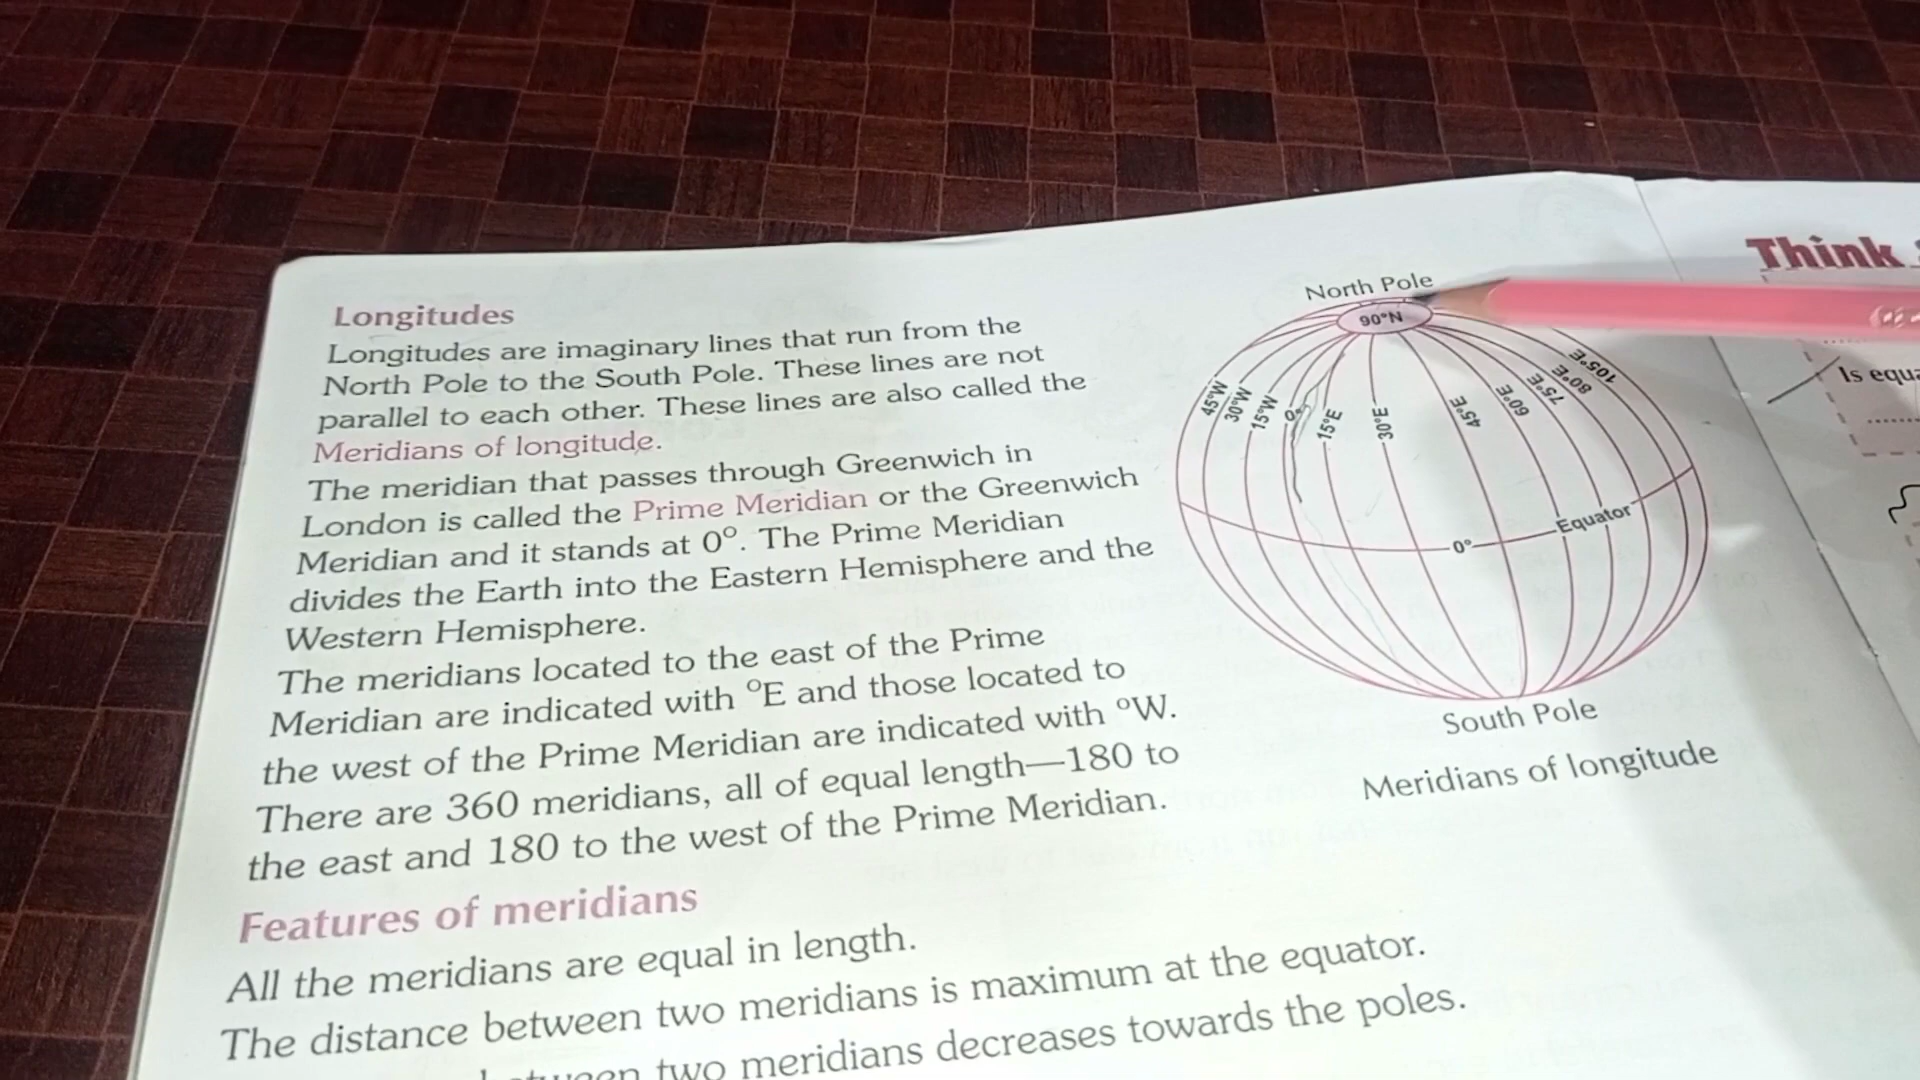 Longitudes
Longitudes are imaginary lines that run from the
North Pole to the South Pole. These lines are not
parallel to each other. These lines are also called the
Meridians of longitude.
The meridian that passes through Greenwich in
London is called the Prime Meridian or the Greenwich
Meridian and it stands at 0°. The Prime Meridian
divides the Earth into the Eastern Hemisphere and the
Western Hemisphere.
The meridians located to the east of the Prime
Meridian are indicated with °E and those located to
the west of the Prime Meridian are indicated with °W.
There are 360 meridians, all of equal length—180 to
the east and 180 to the west of the Prime Meridian.
Features of meridians
All the meridians are equal in length.
The distance between two meridians is maximum at the equator.
between two meridians decreases towards the poles.
North Pole
90°N
45°W
30°W
15°W
0°
15°E
30°E
45°E
60°E
75°E
80°E
105°E
0°
Equator
South Pole
Meridians of longitude
Think
Is